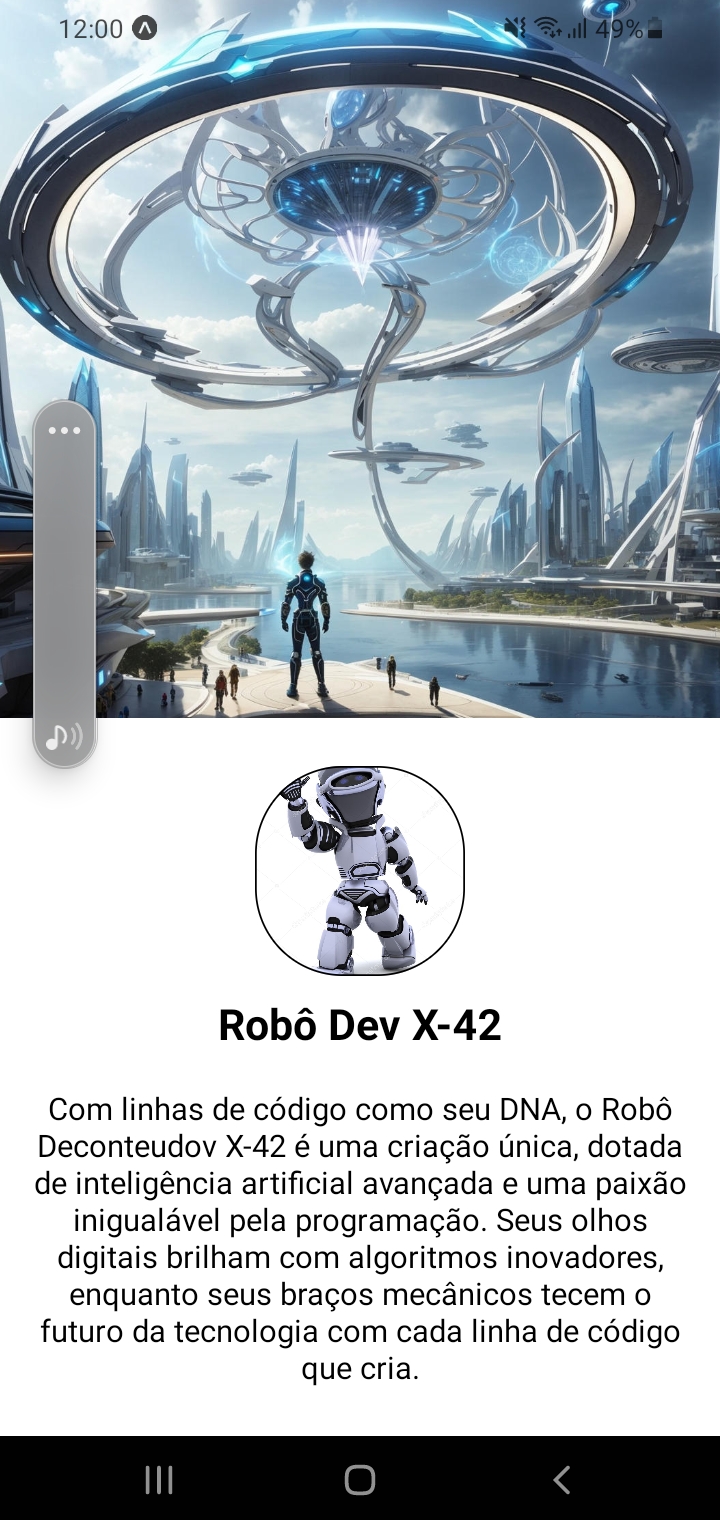 12:00
49%
Robô Dev X-42
Com linhas de código como seu DNA, o Robô
Deconteudov X-42 é uma criação única, dotada
de inteligência artificial avançada e uma paixão
inigualável pela programação. Seus olhos
digitais brilham com algoritmos inovadores,
enquanto seus braços mecânicos tecem o
futuro da tecnologia com cada linha de código
que cria.